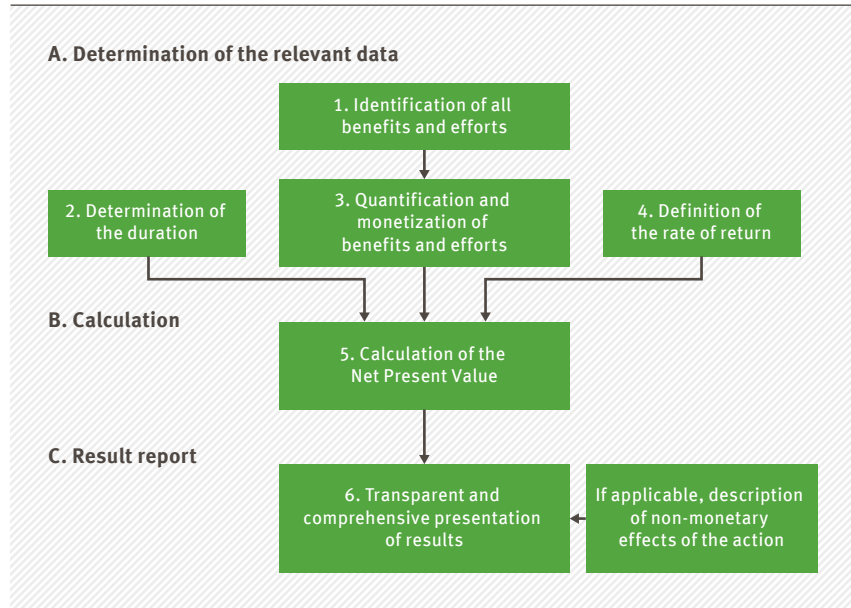 A. Determination of the relevant data
1. Identification of all
benefits and efforts
2. Determination of
the duration
3. Quantification and
monetization of
benefits and efforts
4. Definition of
the rate of return
B. Calculation
5. Calculation of the
Net Present Value
C. Result report
6. Transparent and
comprehensive presentation
of results
If applicable, description
of non-monetary
effects of the action